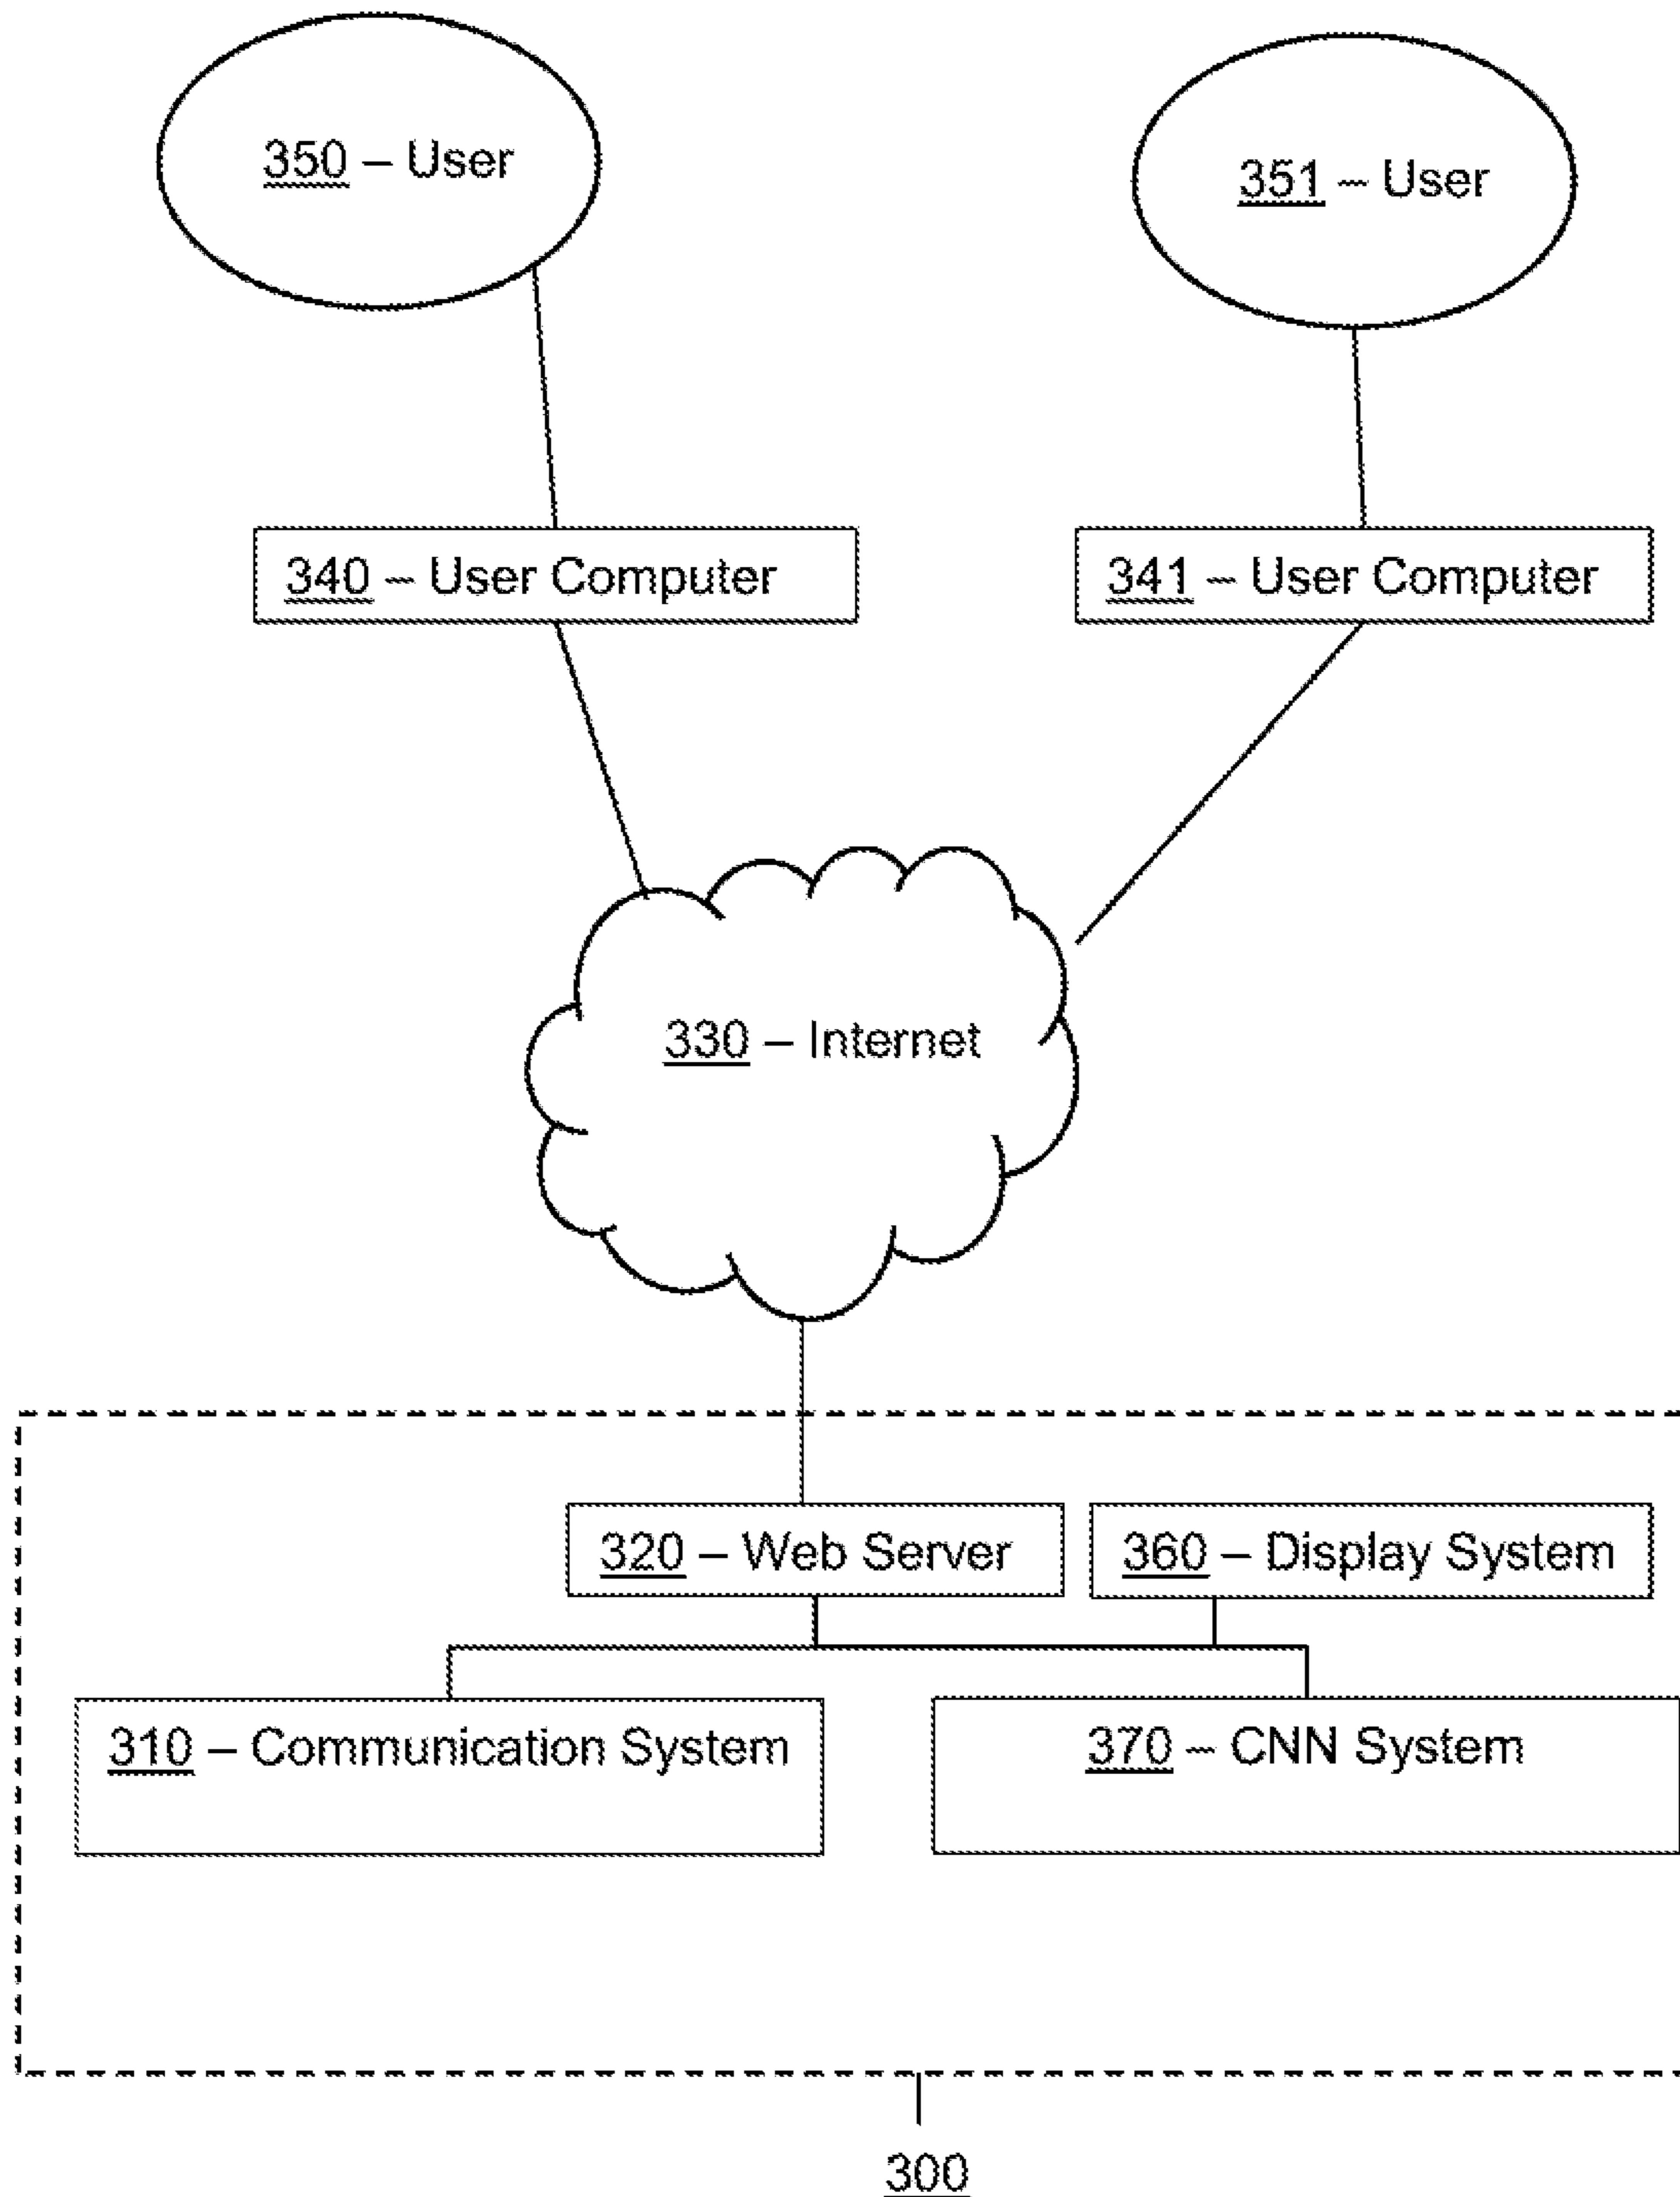 350 – User
351 – User
340 – User Computer
341 – User Computer
330 – Internet
320 – Web Server
360 – Display System
310 – Communication System
370 – CNN System
300